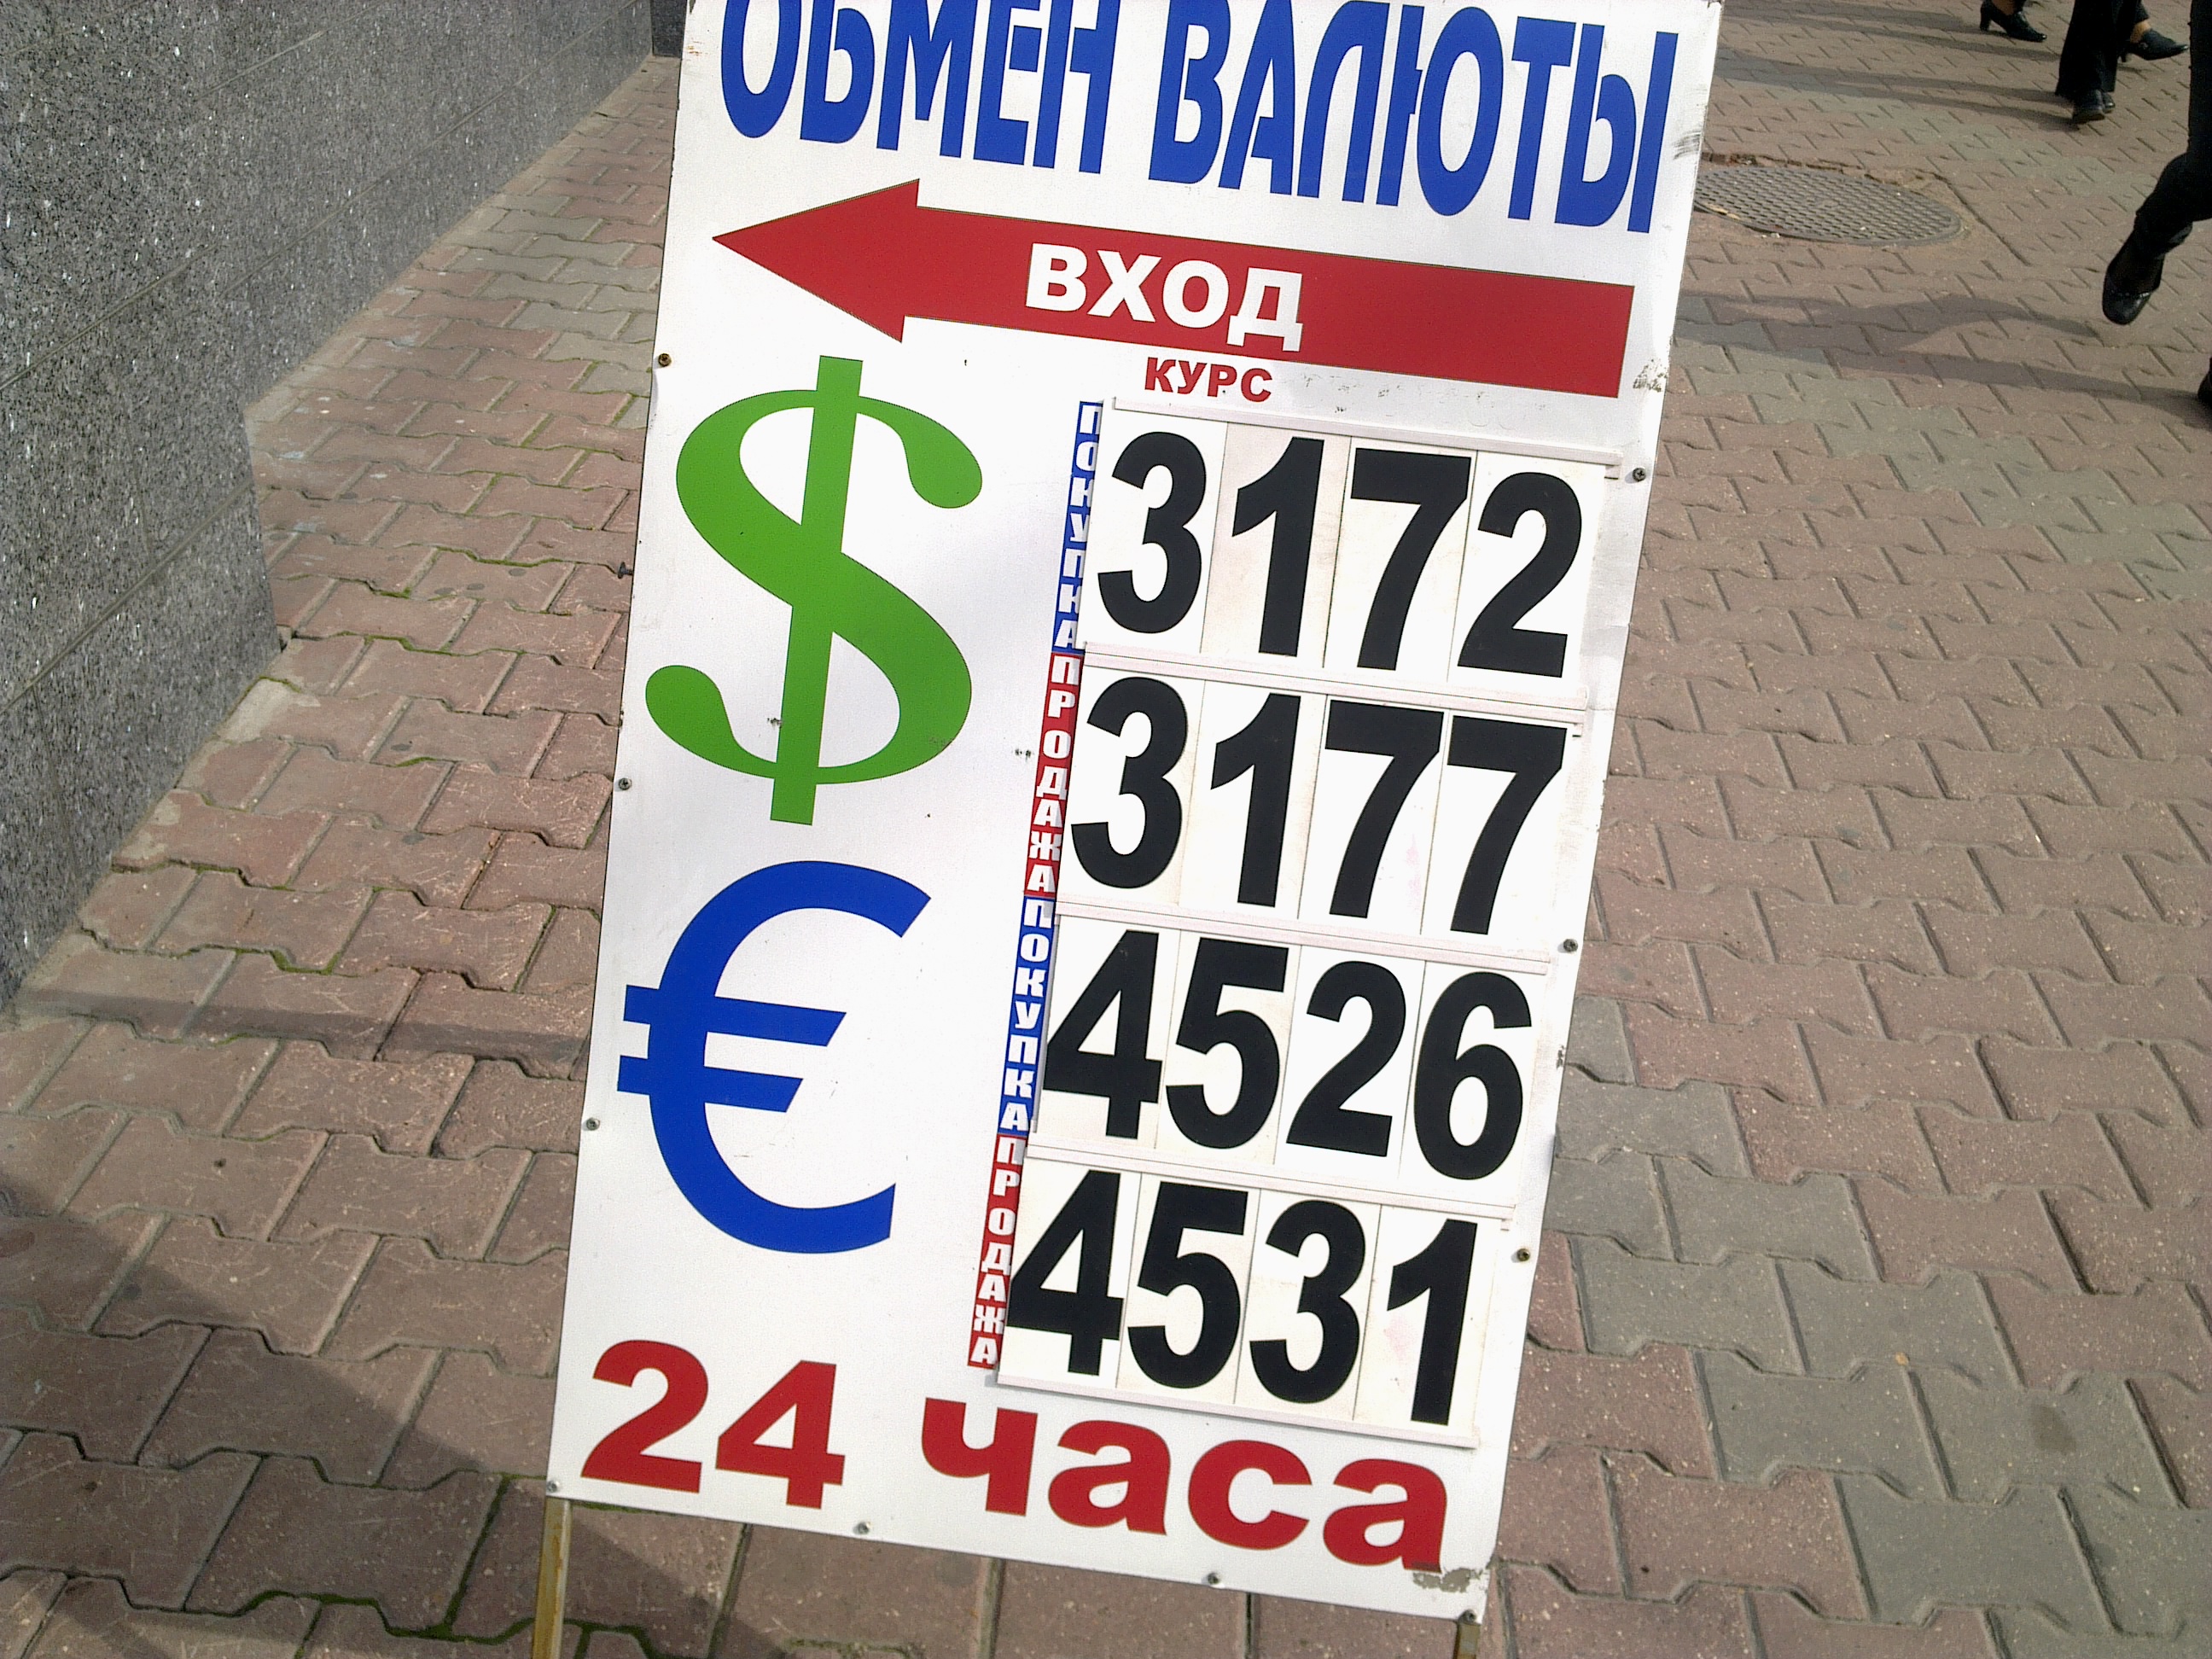 ОБМЕН ВАЛЮТЫ
ВХОД
КУРС
$
ПОКУПКА 3172
ПРОДАЖА 3177
€
ПОКУПКА 4526
ПРОДАЖА 4531
24 часа